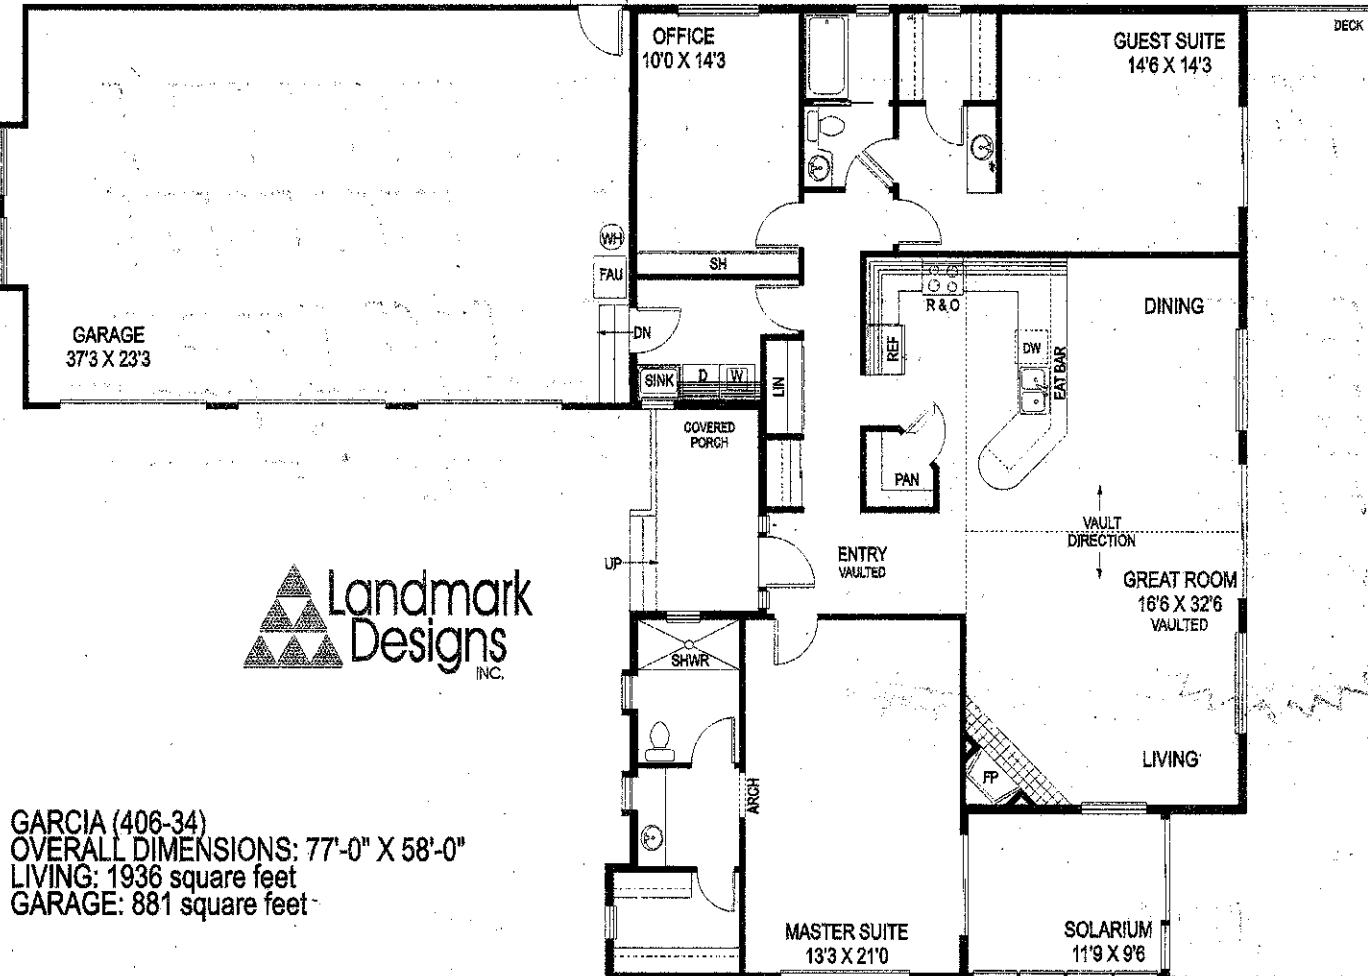 DECK
OFFICE
10'0 X 14'3
GUEST SUITE
14'6 X 14'3
WH
FAU
SH
R & O
DINING
GARAGE
37'3 X 23'3
DN
REF
DW
EAT BAR
SINK
D
W
LIN
COVERED
PORCH
PAN
VAULT
DIRECTION
ENTRY
VAULTED
UP
GREAT ROOM
16'6 X 32'6
VAULTED
Landmark
Designs
INC.
SHWR
LIVING
FP
ARCH
GARCIA (406-34)
OVERALL DIMENSIONS: 77'-0" X 58'-0"
LIVING: 1936 square feet
GARAGE: 881 square feet
MASTER SUITE
13'3 X 21'0
SOLARIUM
11'9 X 9'6